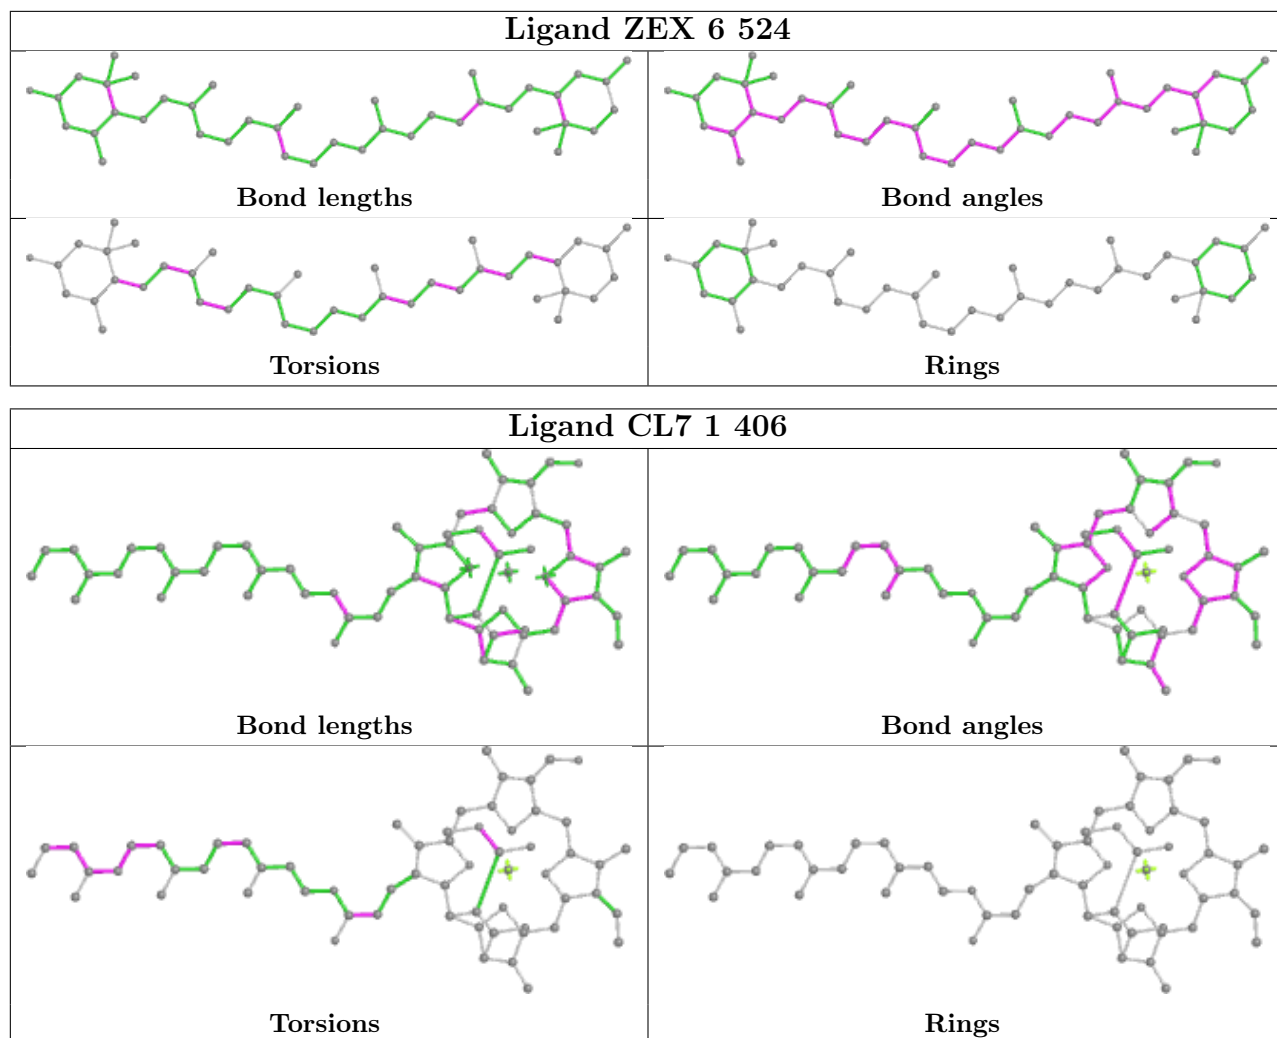 Ligand ZEX 6 524
Bond lengths
Bond angles
Torsions
Rings
Ligand CL7 1 406
Bond lengths
Bond angles
Torsions
Rings